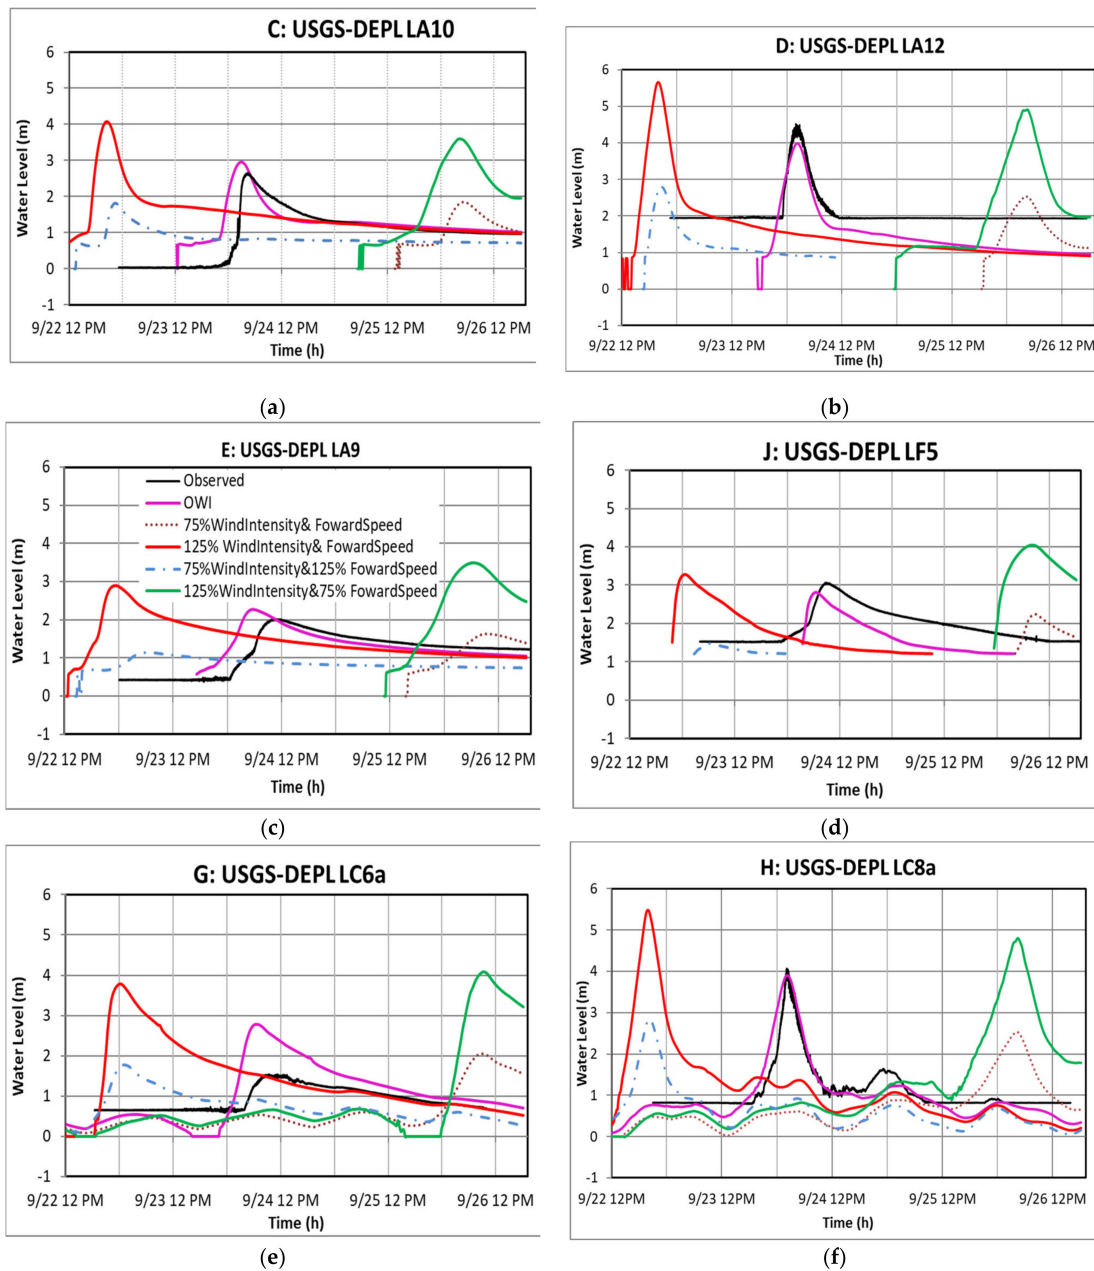 C: USGS-DEPL LA10
Water Level (m)
6
5
4
3
2
1
0
-1
9/22 12 PM 9/23 12 PM 9/24 12 PM 9/25 12 PM 9/26 12 PM
Time (h)
(a)
D: USGS-DEPL LA12
Water Level (m)
6
5
4
3
2
1
0
-1
9/22 12 PM 9/23 12 PM 9/24 12 PM 9/25 12 PM 9/26 12 PM
Time (h)
(b)
E: USGS-DEPL LA9
Water Level (m)
6
5
4
3
2
1
0
-1
Observed
OWI
75%WindIntensity& FowardSpeed
125% WindIntensity& FowardSpeed
75%WindIntensity&125% FowardSpeed
125%WindIntensity&75% FowardSpeed
9/22 12 PM 9/23 12 PM 9/24 12 PM 9/25 12 PM 9/26 12 PM
Time (h)
(c)
J: USGS-DEPL LF5
Water Level (m)
6
5
4
3
2
1
0
-1
9/22 12 PM 9/23 12 PM 9/24 12 PM 9/25 12 PM 9/26 12 PM
Time (h)
(d)
G: USGS-DEPL LC6a
Water Level (m)
6
5
4
3
2
1
0
-1
9/22 12 PM 9/23 12 PM 9/24 12 PM 9/25 12 PM 9/26 12 PM
Time (h)
(e)
H: USGS-DEPL LC8a
Water Level (m)
6
5
4
3
2
1
0
-1
9/22 12PM 9/23 12PM 9/24 12PM 9/25 12PM 9/26 12PM
Time (h)
(f)